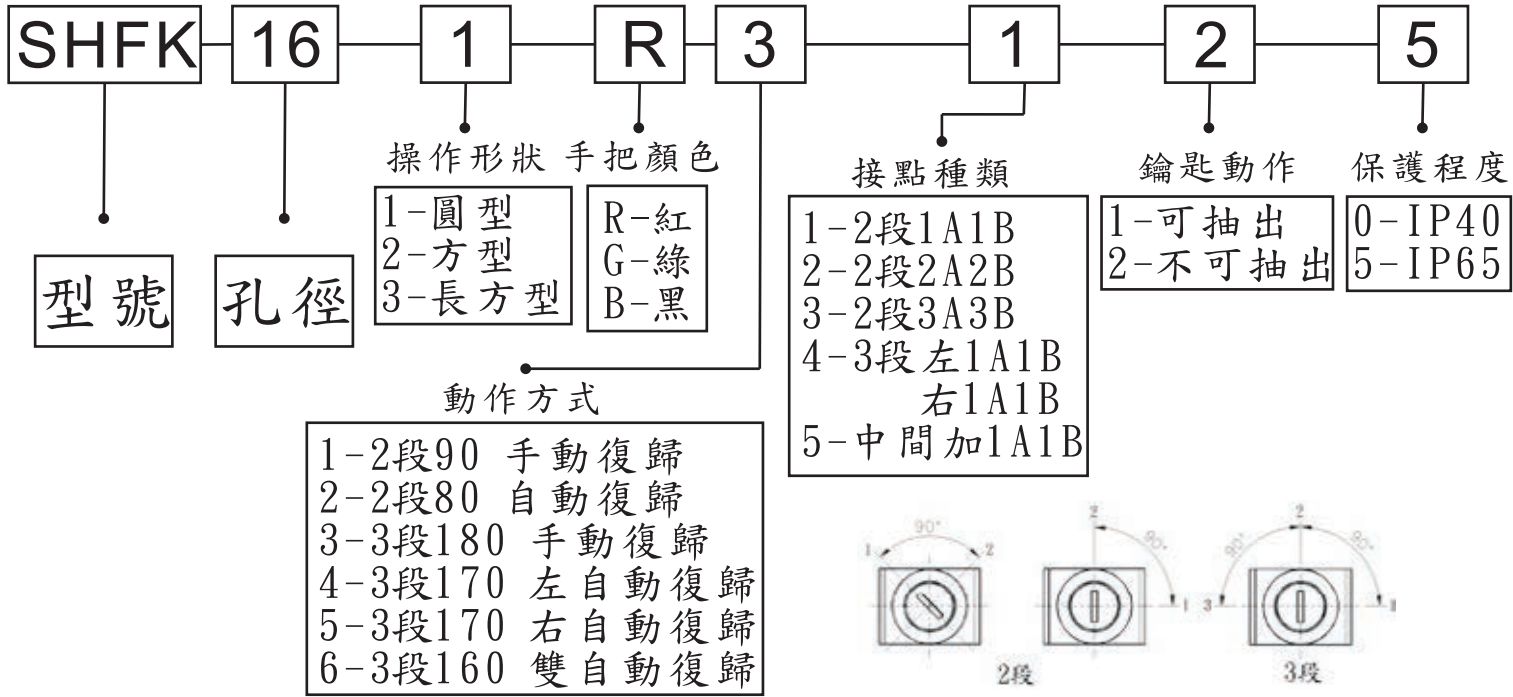 SHFK 16 1 R 3 1 2 5
型號
孔徑
操作形狀
1-圓型
2-方型
3-長方型
手把顏色
R-紅
G-綠
B-黑
動作方式
1-2段90 手動復歸
2-2段80 自動復歸
3-3段180 手動復歸
4-3段170 左自動復歸
5-3段170 右自動復歸
6-3段160 雙自動復歸
接點種類
1-2段1A1B
2-2段2A2B
3-2段3A3B
4-3段左1A1B
右1A1B
5-中間加1A1B
鑰匙動作
1-可抽出
2-不可抽出
保護程度
0-IP40
5-IP65
90°
1 2
2
90°
1
2
90° 90°
3 1
2段
3段